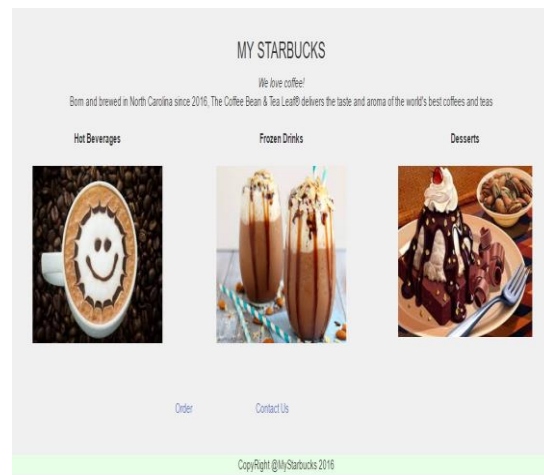 MY STARBUCKS
We love coffee!
Born and brewed in North Carolina since 2016, The Coffee Bean & Tea Leaf® delivers the taste and aroma of the world's best coffees and teas
Hot Beverages Frozen Drinks Desserts
Order Contact Us
CopyRight @MyStarbucks 2016